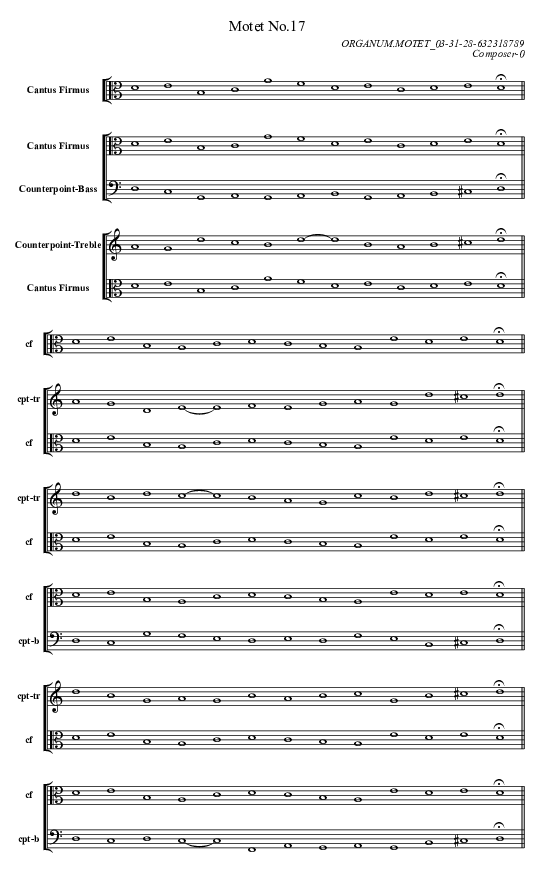 Motet No.17
ORGANUM.MOTET_03-31-28-632318789
Composer-0
Cantus Firmus
Cantus Firmus
Counterpoint-Bass
Counterpoint-Treble
Cantus Firmus
cf
cpt-tr
cf
cpt-tr
cf
cf
cpt-b
cpt-tr
cf
cf
cpt-b